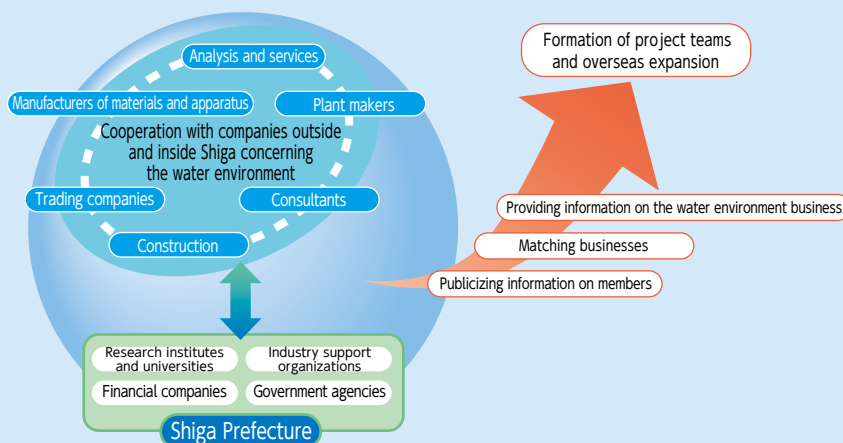 Analysis and services
Manufacturers of materials and apparatus
Plant makers
Cooperation with companies outside
and inside Shiga concerning
the water environment
Trading companies
Consultants
Construction
Research institutes
and universities
Industry support
organizations
Financial companies
Government agencies
Shiga Prefecture
Formation of project teams
and overseas expansion
Providing information on the water environment business
Matching businesses
Publicizing information on members